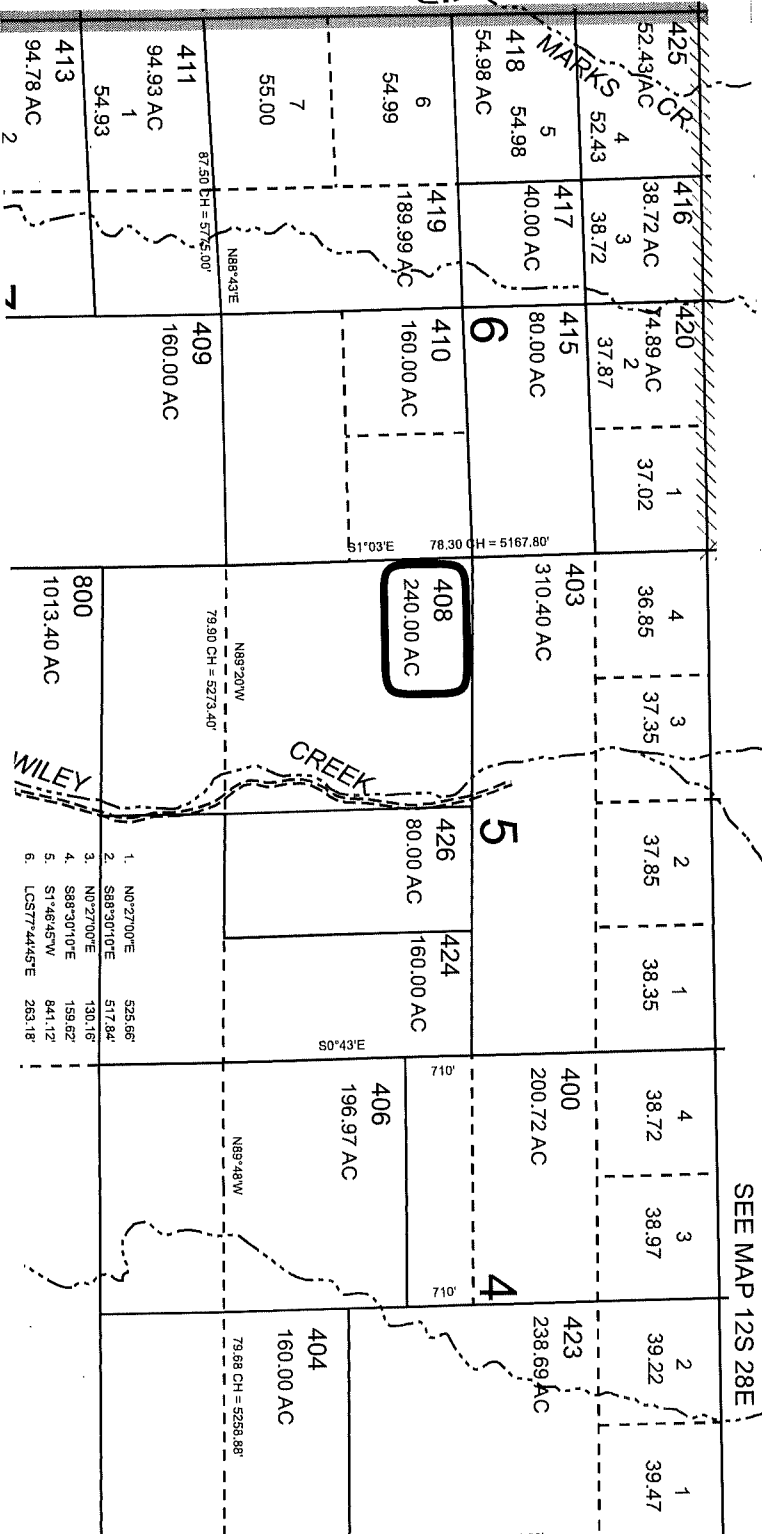 SEE MAP 12S 28E
425
52.43 AC
4
52.43
416
38.72 AC
3
38.72
420
74.89 AC
2
37.87
1
37.02
4
36.85
3
37.35
2
37.85
1
38.35
4
38.72
3
38.97
2
39.22
1
39.47
MARKS CR.
418
54.98 AC
5
54.98
417
40.00 AC
415
80.00 AC
403
310.40 AC
400
200.72 AC
423
238.69 AC
6
5
4
6
54.99
419
189.99 AC
410
160.00 AC
78.30 CH = 5167.80'
S1°03'E
408
240.00 AC
CREEK
426
80.00 AC
424
160.00 AC
S0°43'E
710'
710'
406
196.97 AC
404
160.00 AC
7
55.00
N88°43'E
87.50 CH = 5775.00'
N89°20'W
79.90 CH = 5273.40'
N89°48'W
79.68 CH = 5258.88'
411
94.93 AC
1
54.93
409
160.00 AC
413
94.78 AC
2
7
800
1013.40 AC
WILEY
1. N0°27'00"E 525.66'
2. S88°30'10"E 517.84'
3. N0°27'00"E 130.16'
4. S88°30'10"E 159.62'
5. S1°46'45"W 841.12'
6. LCS77°44'45"E 263.18'